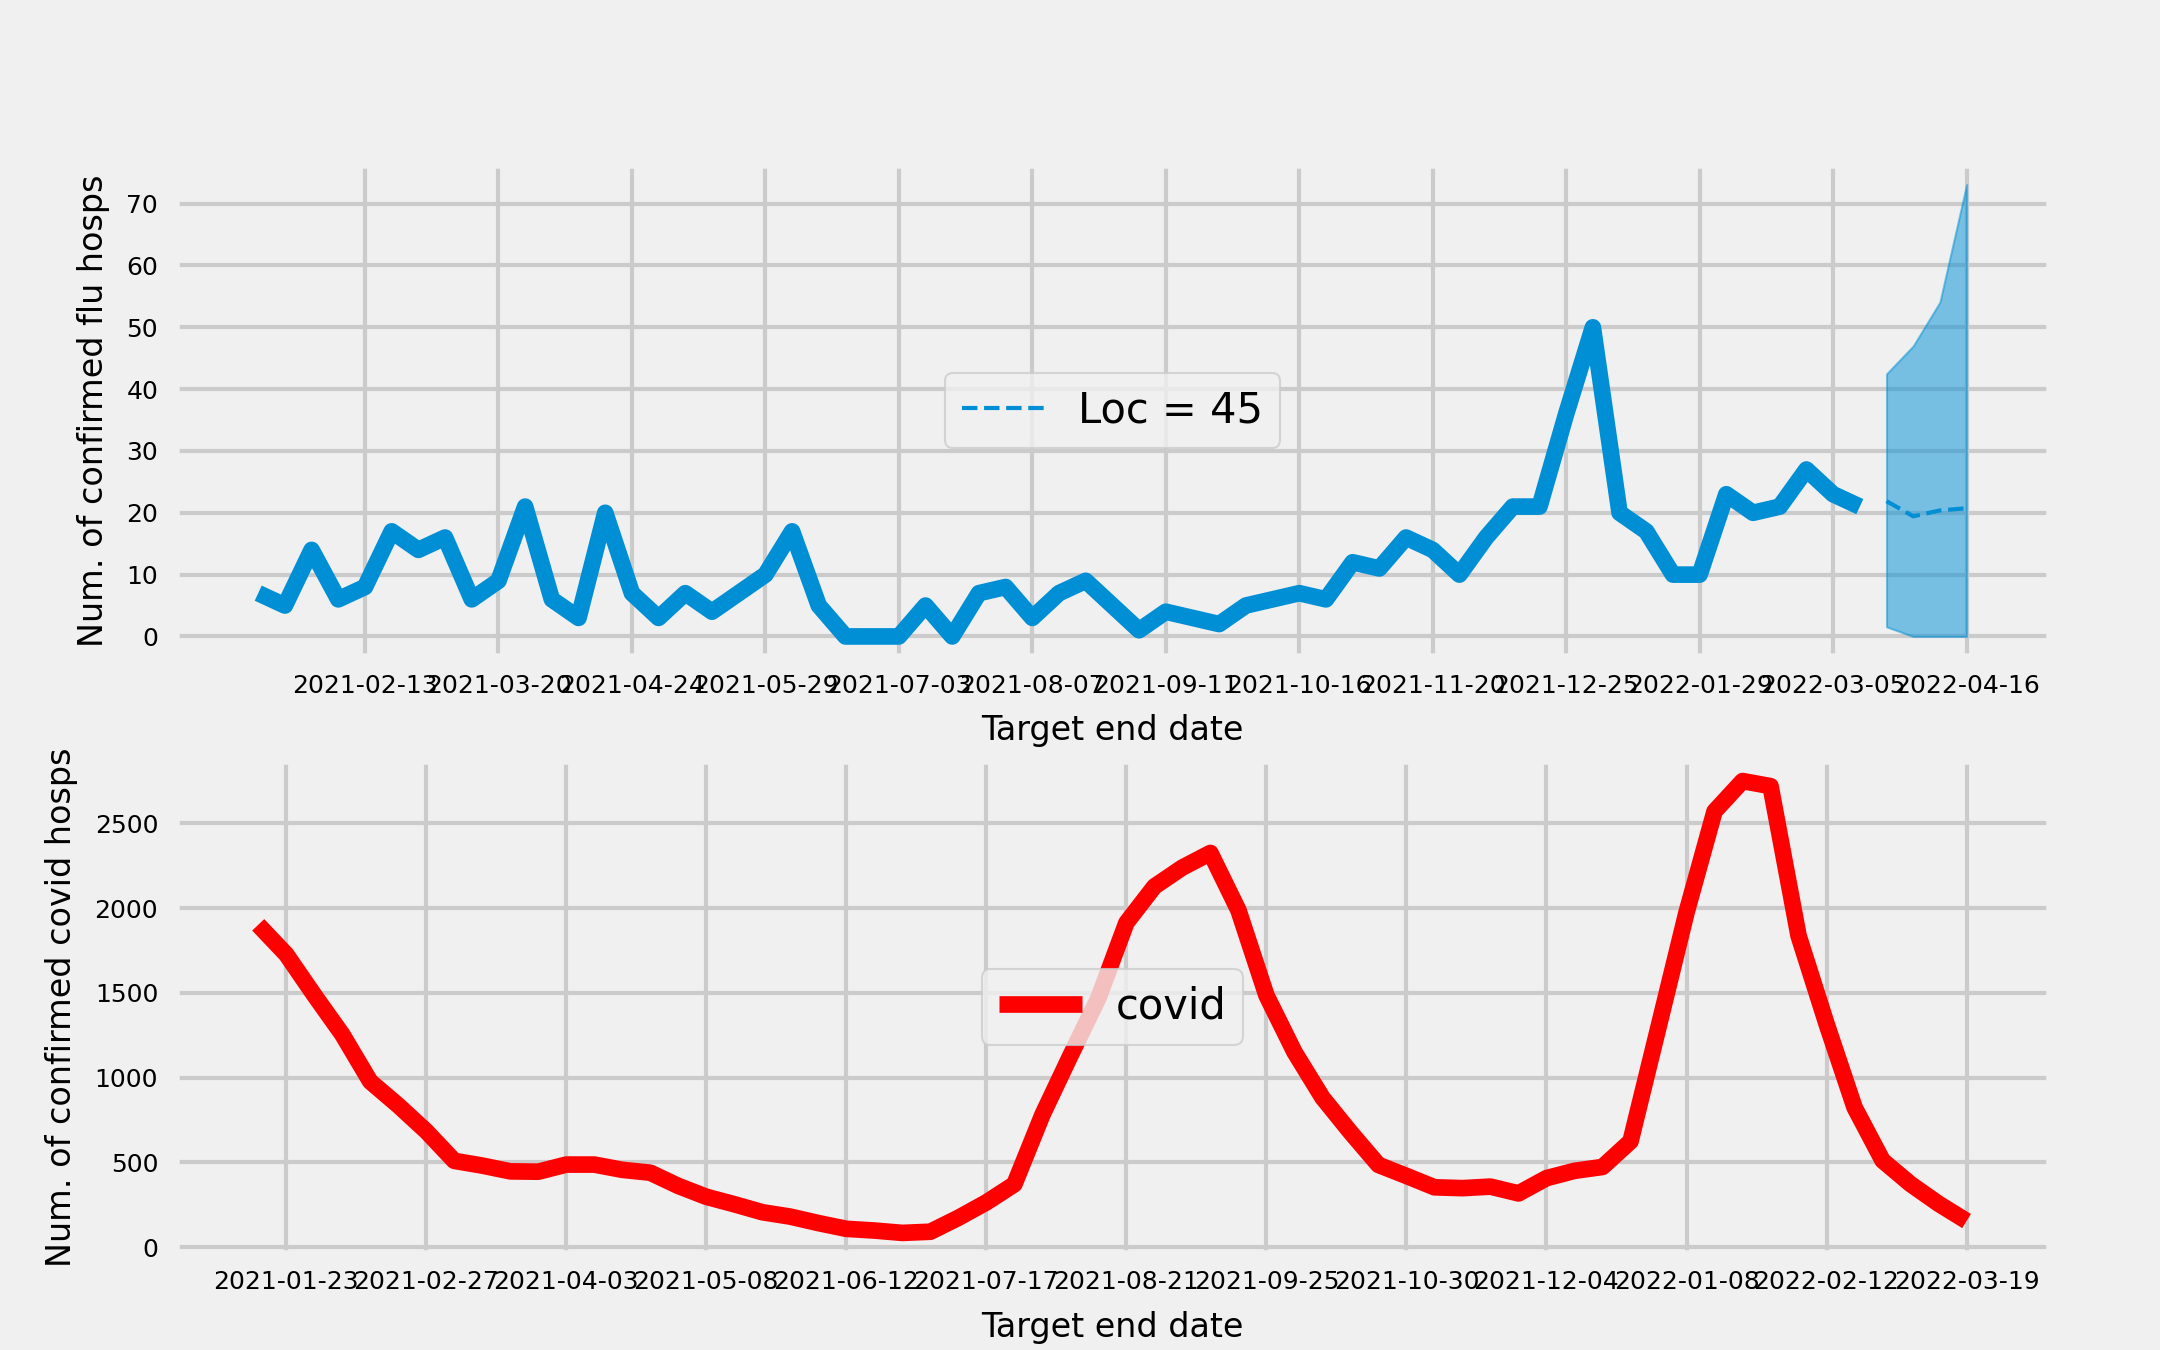 Num. of confirmed flu hosps
70
60
50
40
30
20
10
0
Loc = 45
2021-02-13 2021-03-20 2021-04-24 2021-05-29 2021-07-03 2021-08-07 2021-09-11 2021-10-16 2021-11-20 2021-12-25 2022-01-29 2022-03-05 2022-04-16
Target end date
Num. of confirmed covid hosps
2500
2000
1500
1000
500
0
covid
2021-01-23 2021-02-27 2021-04-03 2021-05-08 2021-06-12 2021-07-17 2021-08-21 2021-09-25 2021-10-30 2021-12-04 2022-01-08 2022-02-12 2022-03-19
Target end date